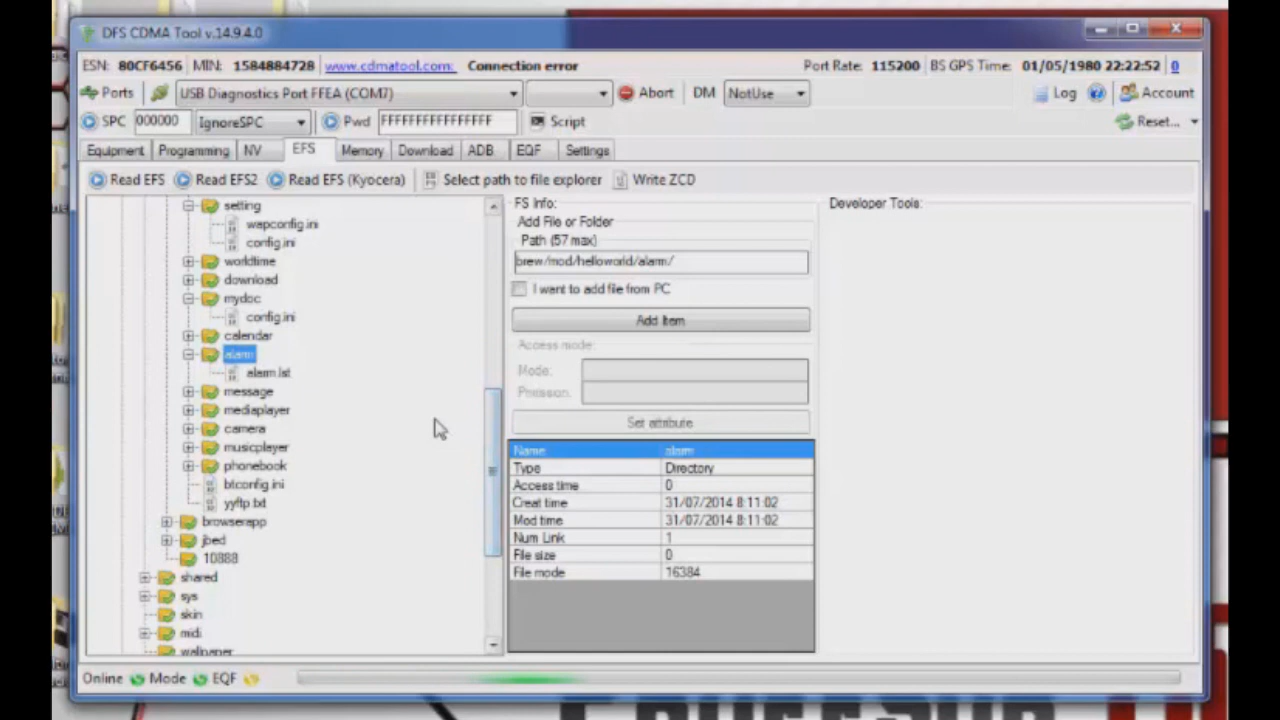 DFS CDMA Tool v.14.9.4.0
ESN: 80CF6456 MIN: 1584884728 www.cdmatool.com: Connection error Port Rate: 115200 BS GPS Time: 01/05/1980 22:22:52 0
Ports USB Diagnostics Port FFEA (COM7) Abort DM NotUse Log Account
SPC 000000 IgnoreSPC Pwd FFFFFFFFFFFFFFFF Script Reset...
Equipment Programming NV EFS Memory Download ADB EQF Settings
Read EFS Read EFS2 Read EFS (Kyocera) Select path to file explorer Write ZCD
setting
wapconfig.ini
config.ini
worldtime
download
mydoc
config.ini
calendar
alarm
alarm.lst
message
mediaplayer
camera
musicplayer
phonebook
btconfig.ini
yyftp.txt
browserapp
jbed
10888
shared
sys
skin
midi
wallpaper
FS Info:
Add File or Folder
Path (57 max)
brew/mod/helloworld/alarm/
I want to add file from PC
Add Item
Access mode:
Mode:
Premission:
Set attribute
Name alarm
Type Directory
Access time 0
Creat time 31/07/2014 8:11:02
Mod time 31/07/2014 8:11:02
Num Link 1
File size 0
File mode 16384
Developer Tools:
Online Mode EQF